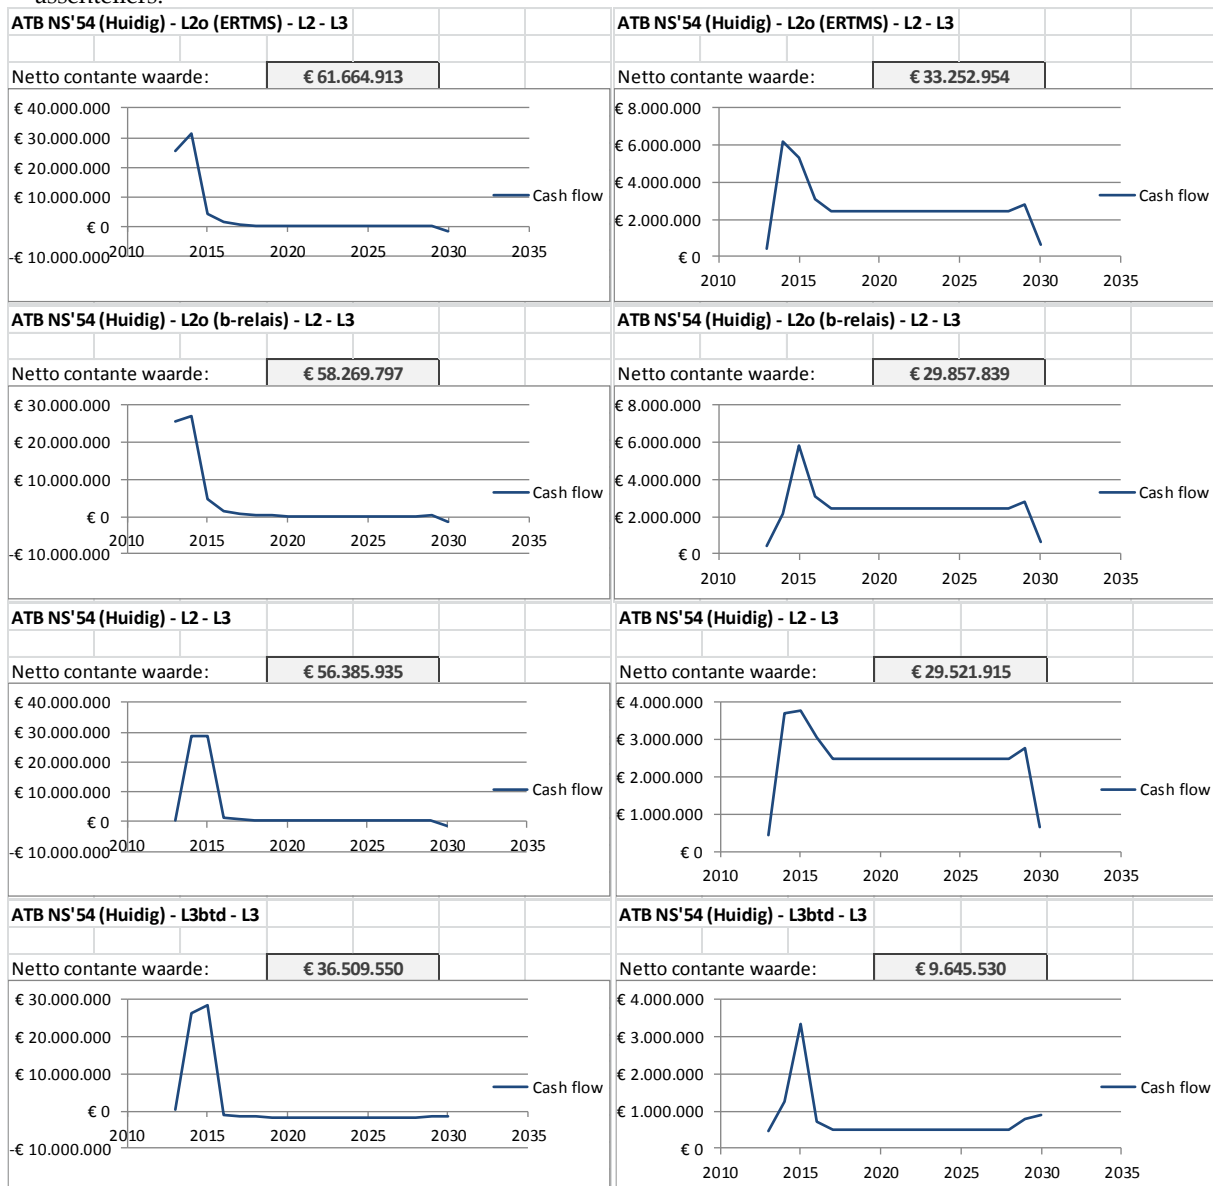 assentellers.
ATB NS'54 (Huidig) - L2o (ERTMS) - L2 - L3
Netto contante waarde: € 61.664.913
€ 40.000.000
€ 30.000.000
€ 20.000.000
€ 10.000.000
€ 0
-€ 10.000.000
2010 2015 2020 2025 2030 2035
Cash flow
ATB NS'54 (Huidig) - L2o (ERTMS) - L2 - L3
Netto contante waarde: € 33.252.954
€ 8.000.000
€ 6.000.000
€ 4.000.000
€ 2.000.000
€ 0
2010 2015 2020 2025 2030 2035
Cash flow
ATB NS'54 (Huidig) - L2o (b-relais) - L2 - L3
Netto contante waarde: € 58.269.797
€ 30.000.000
€ 20.000.000
€ 10.000.000
€ 0
-€ 10.000.000
2010 2015 2020 2025 2030 2035
Cash flow
ATB NS'54 (Huidig) - L2o (b-relais) - L2 - L3
Netto contante waarde: € 29.857.839
€ 8.000.000
€ 6.000.000
€ 4.000.000
€ 2.000.000
€ 0
2010 2015 2020 2025 2030 2035
Cash flow
ATB NS'54 (Huidig) - L2 - L3
Netto contante waarde: € 56.385.935
€ 40.000.000
€ 30.000.000
€ 20.000.000
€ 10.000.000
€ 0
-€ 10.000.000
2010 2015 2020 2025 2030 2035
Cash flow
ATB NS'54 (Huidig) - L2 - L3
Netto contante waarde: € 29.521.915
€ 4.000.000
€ 3.000.000
€ 2.000.000
€ 1.000.000
€ 0
2010 2015 2020 2025 2030 2035
Cash flow
ATB NS'54 (Huidig) - L3btd - L3
Netto contante waarde: € 36.509.550
€ 30.000.000
€ 20.000.000
€ 10.000.000
€ 0
-€ 10.000.000
2010 2015 2020 2025 2030 2035
Cash flow
ATB NS'54 (Huidig) - L3btd - L3
Netto contante waarde: € 9.645.530
€ 4.000.000
€ 3.000.000
€ 2.000.000
€ 1.000.000
€ 0
2010 2015 2020 2025 2030 2035
Cash flow